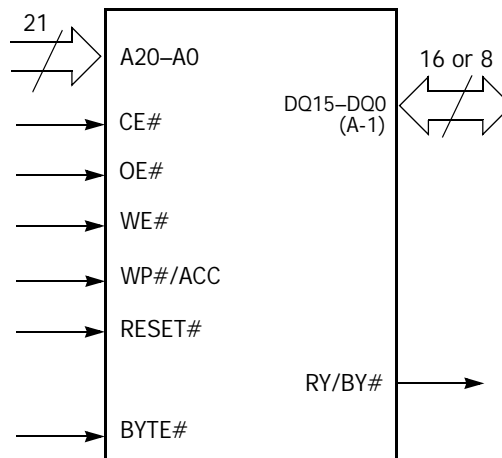 21
A20–A0
16 or 8
DQ15–DQ0
(A-1)
CE#
OE#
WE#
WP#/ACC
RESET#
RY/BY#
BYTE#